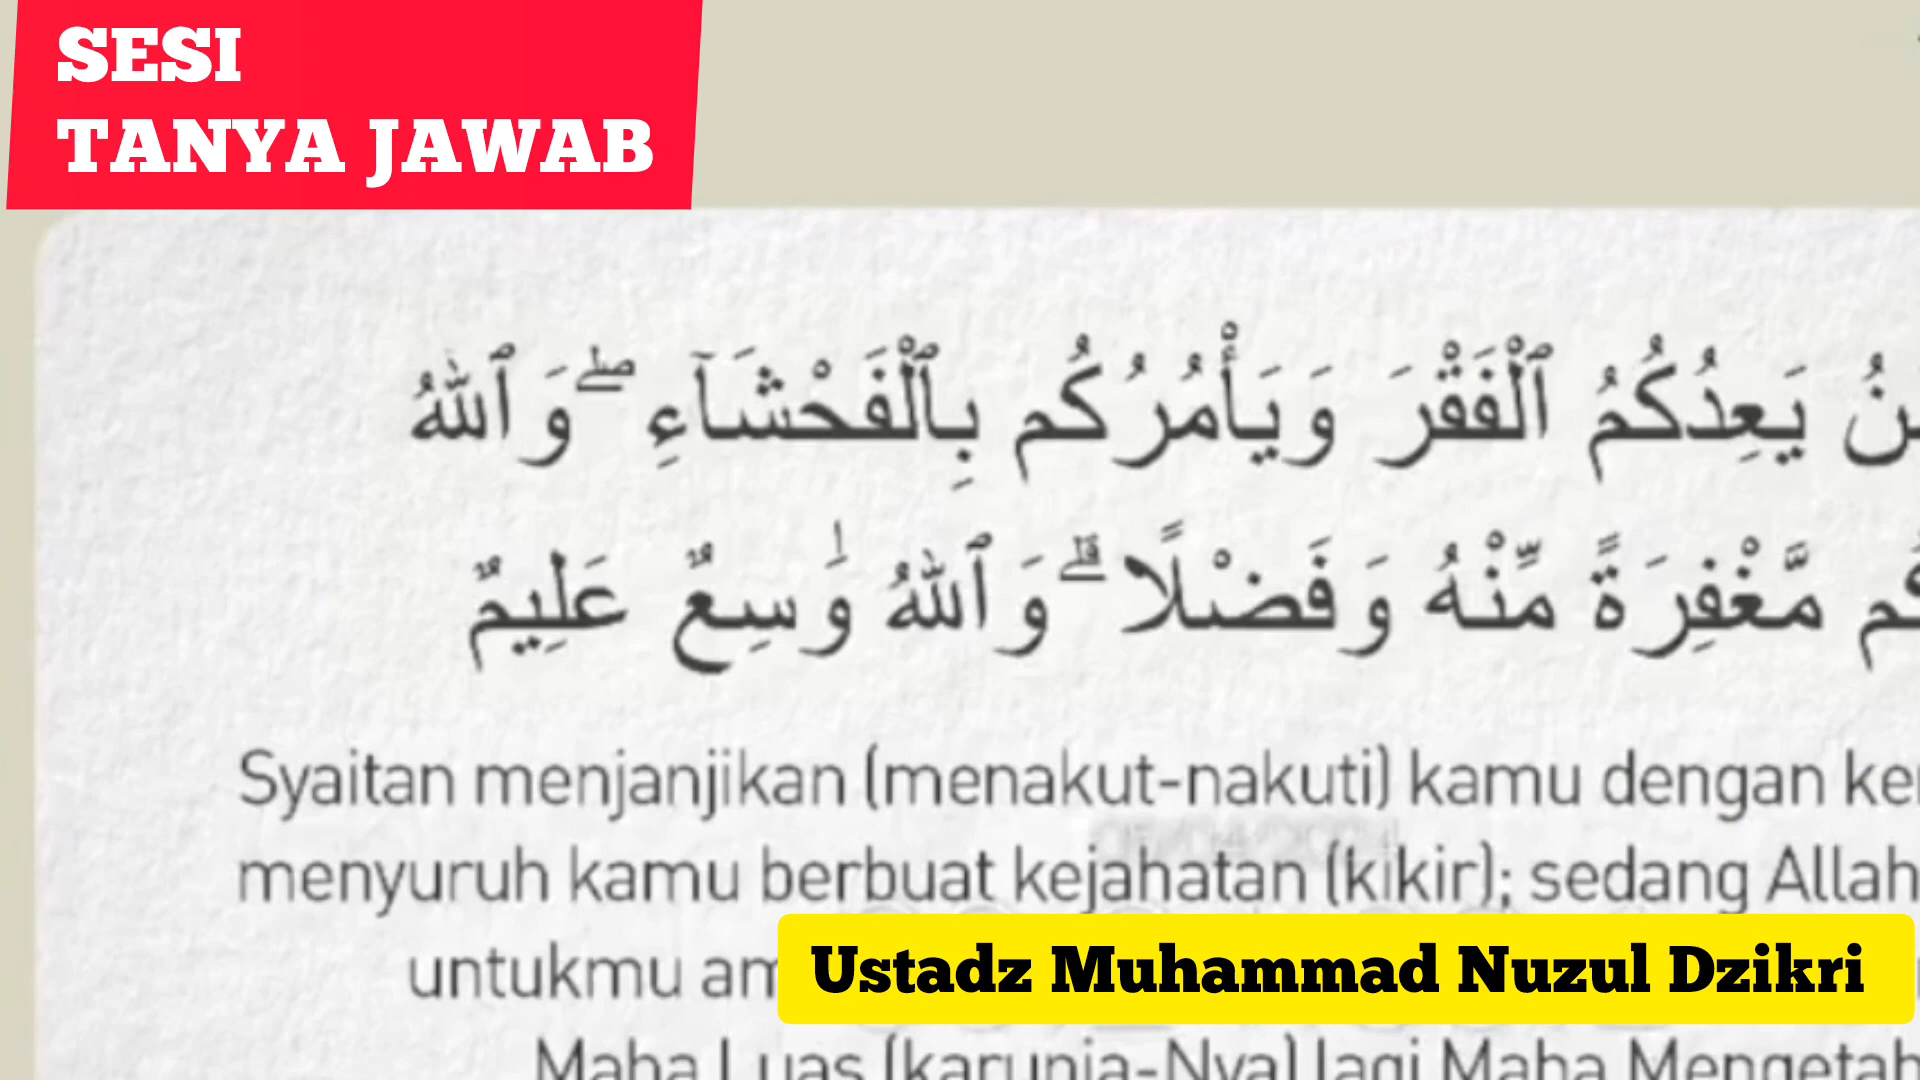 SESI
TANYA JAWAB
يَعِدُكُمُ ٱلْفَقْرَ وَيَأْمُرُكُم بِٱلْفَحْشَآءِ ۖ وَٱللَّهُ
مَّغْفِرَةً مِّنْهُ وَفَضْلًا ۗ وَٱللَّهُ وَٰسِعٌ عَلِيمٌ
Syaitan menjanjikan (menakut-nakuti) kamu dengan
menyuruh kamu berbuat kejahatan (kikir); sedang Allah
untukmu
Ustadz Muhammad Nuzul Dzikri
Maha Luas (karunia-Nya) lagi Maha